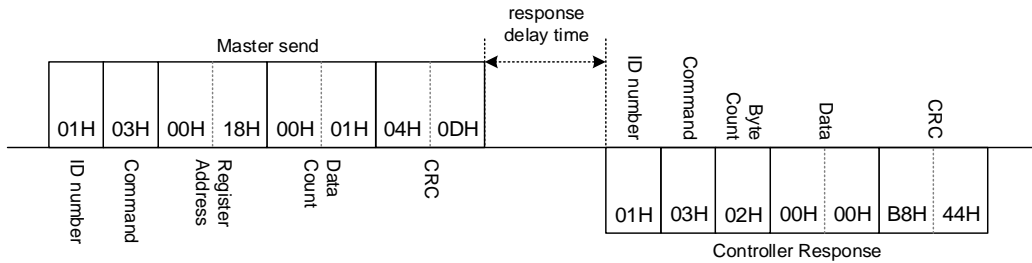 response
delay time
Master send
01H 03H 00H 18H 00H 01H 04H 0DH
ID number
Command
Register
Address
Data
Count
CRC
ID number
Command
Byte
Count
Data
CRC
01H 03H 02H 00H 00H B8H 44H
Controller Response